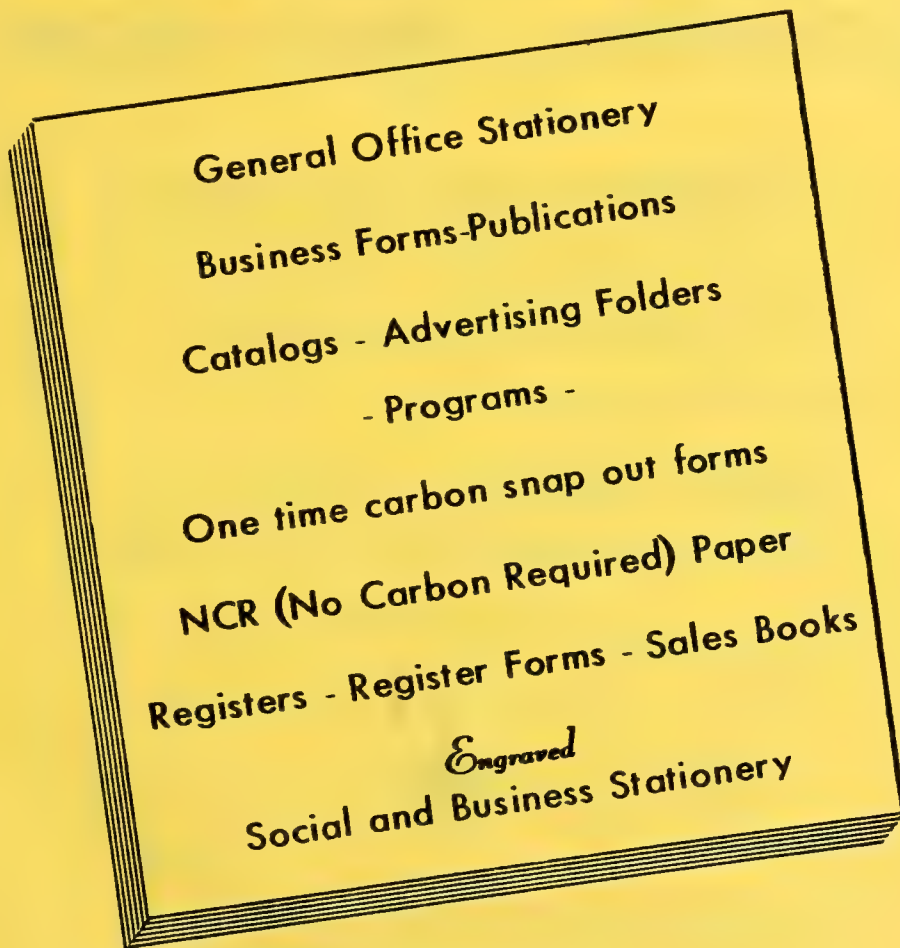 General Office Stationery
Business Forms-Publications
Catalogs - Advertising Folders
- Programs -
One time carbon snap out forms
NCR (No Carbon Required) Paper
Registers - Register Forms - Sales Books
Engraved
Social and Business Stationery